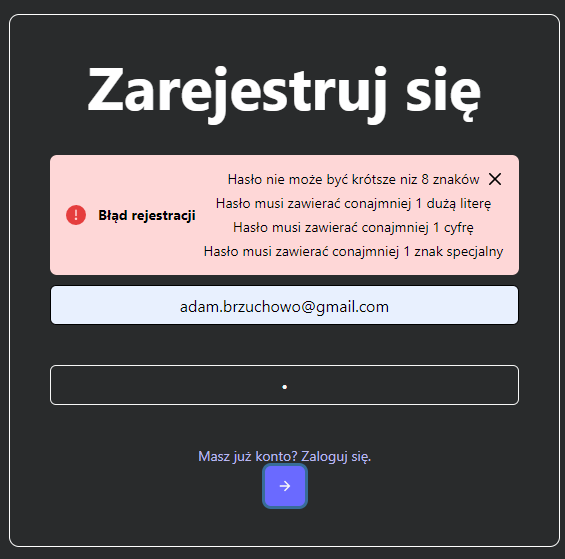 Zarejestruj się
Hasło nie może być krótsze niz 8 znaków
Hasło musi zawierać conajmniej 1 dużą literę
Błąd rejestracji
Hasło musi zawierać conajmniej 1 cyfrę
Hasło musi zawierać conajmniej 1 znak specjalny
adam.brzuchowo@gmail.com
Masz już konto? Zaloguj się.